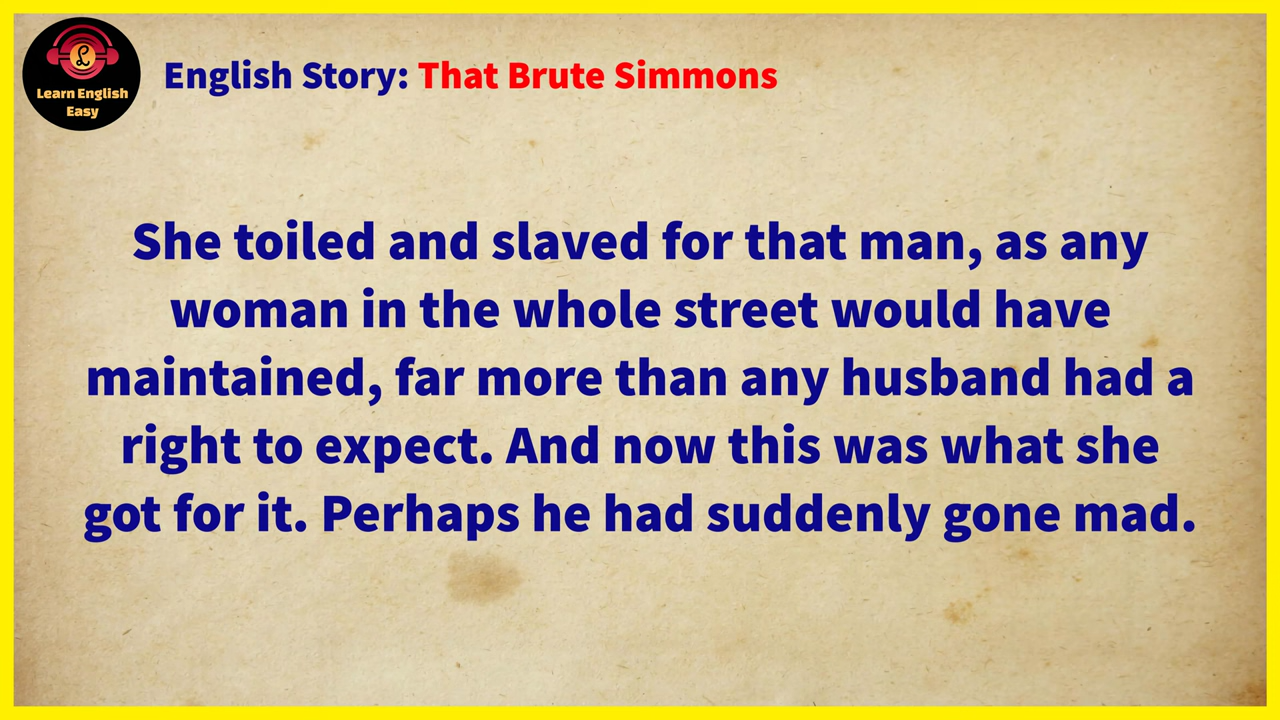 Learn English
Easy
English Story: That Brute Simmons
She toiled and slaved for that man, as any
woman in the whole street would have
maintained, far more than any husband had a
right to expect. And now this was what she
got for it. Perhaps he had suddenly gone mad.